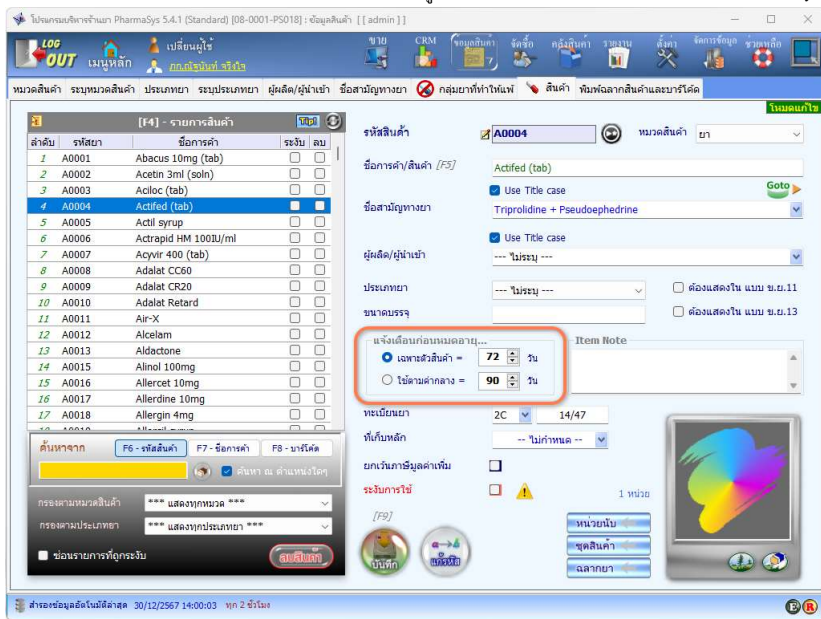 โปรแกรมบริหารร้านยา PharmaSys 5.4.1 (Standard) [08-0001-PS018] : ข้อมูลสินค้า [ [ admin ] ]
LOG OUT เมนูหลัก เปลี่ยนผู้ใช้
ขาย CRM ข้อมูลสินค้า จัดซื้อ คลังสินค้า รายงาน ตั้งค่า จัดการข้อมูล ช่วยเหลือ
หมวดสินค้า ระบุหมวดสินค้า ประเภทยา ระบุประเภทยา ผู้ผลิต/ผู้นำเข้า ชื่อสามัญทางยา กลุ่มยาที่ทำให้แพ้ สินค้า พิมพ์ฉลากสินค้าและบาร์โค้ด
โหมดแก้ไข
[F4] - รายการสินค้า
ลำดับ รหัสยา ชื่อการค้า ระงับ ลบ
1 A0001 Abacus 10mg (tab)
2 A0002 Acetin 3ml (soln)
3 A0003 Aciloc (tab)
4 A0004 Actifed (tab)
5 A0005 Actil syrup
6 A0006 Actrapid HM 100IU/ml
7 A0007 Acyvir 400 (tab)
8 A0008 Adalat CC60
9 A0009 Adalat CR20
10 A0010 Adalat Retard
11 A0011 Air-X
12 A0012 Alcelam
13 A0013 Aldactone
14 A0015 Alinol 100mg
15 A0016 Allercet 10mg
16 A0017 Allerdine 10mg
17 A0018 Allergin 4mg
ค้นหาจาก F6 - รหัสสินค้า F7 - ชื่อการค้า F8 - บาร์โค้ด
ค้นหา ณ ตำแหน่งใดๆ
กรองตามหมวดสินค้า *** แสดงทุกหมวด ***
กรองตามประเภทยา *** แสดงทุกประเภทยา ***
ซ่อนรายการที่ถูกระงับ ลบสินค้า
รหัสสินค้า A0004 หมวดสินค้า ยา
ชื่อการค้า/สินค้า [F5] Actifed (tab)
Use Title case Goto
ชื่อสามัญทางยา Triprolidine + Pseudoephedrine
Use Title case
ผู้ผลิต/ผู้นำเข้า --- ไม่ระบุ ---
ประเภทยา --- ไม่ระบุ --- ต้องแสดงใน แบบ ข.ย.11
ขนาดบรรจุ ต้องแสดงใน แบบ ข.ย.13
แจ้งเตือนก่อนหมดอายุ... Item Note
เฉพาะตัวสินค้า = 72 วัน
ใช้ตามค่ากลาง = 90 วัน
ทะเบียนยา 2C 14/47
ที่เก็บหลัก -- ไม่กำหนด --
ยกเว้นภาษีมูลค่าเพิ่ม
ระงับการใช้ 1 หน่วย
[F9] หน่วยนับ
บันทึก a→b แก้รหัส ชุดสินค้า
ฉลากยา
สำรองข้อมูลอัตโนมัติล่าสุด 30/12/2567 14:00:03 ทุก 2 ชั่วโมง